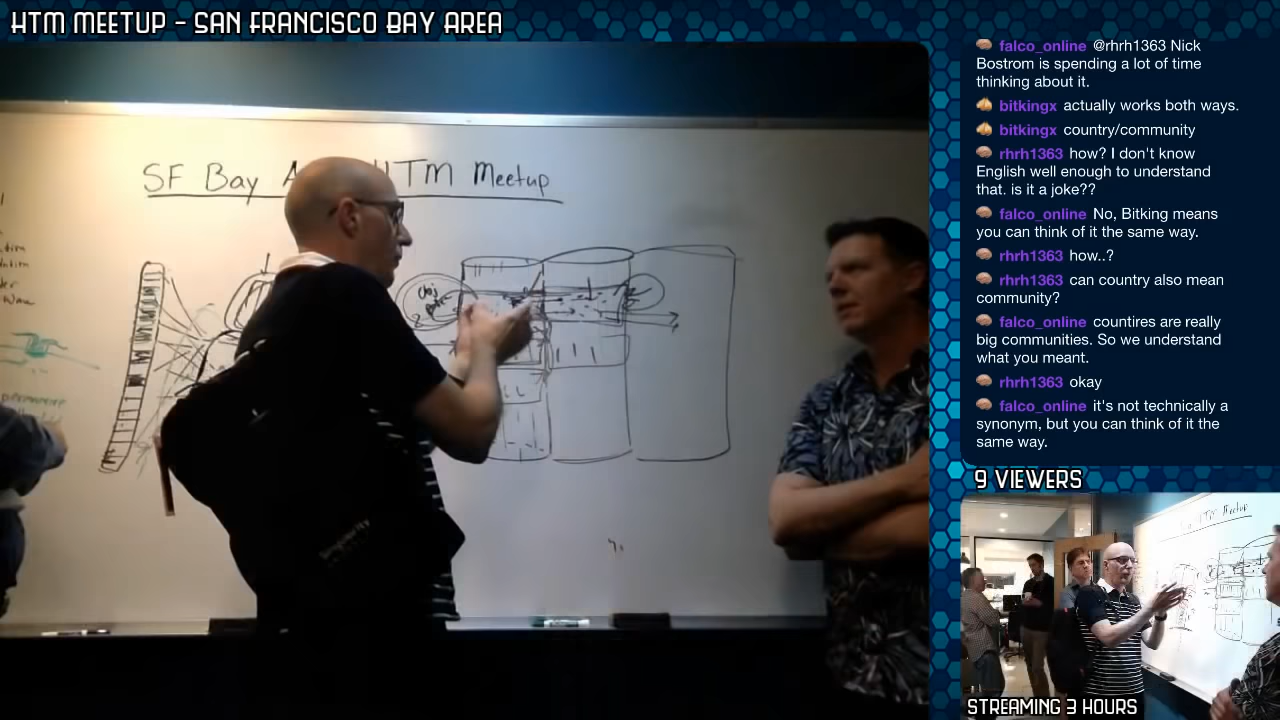 HTM MEETUP - SAN FRANCISCO BAY AREA
SF Bay A HTM Meetup
falco_online @rhrh1363 Nick
Bostrom is spending a lot of time
thinking about it.
bitkingx actually works both ways.
bitkingx country/community
rhrh1363 how? I don't know
English well enough to understand
that. is it a joke??
falco_online No, Bitking means
you can think of it the same way.
rhrh1363 how..?
rhrh1363 can country also mean
community?
falco_online countires are really
big communities. So we understand
what you meant.
rhrh1363 okay
falco_online it's not technically a
synonym, but you can think of it the
same way.
9 VIEWERS
HTM Meetup
STREAMING 3 HOURS